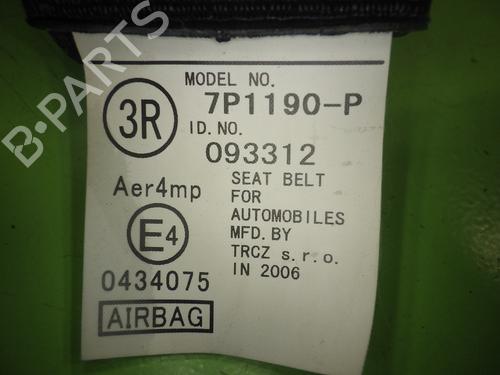 MODEL NO.
3R
7P1190-P
ID.NO.
093312
Aer4mp
SEAT BELT
FOR
AUTOMOBILES
MFD.BY
TRCZ s.r.o.
IN 2006
E4
0434075
AIRBAG
B-PARTS